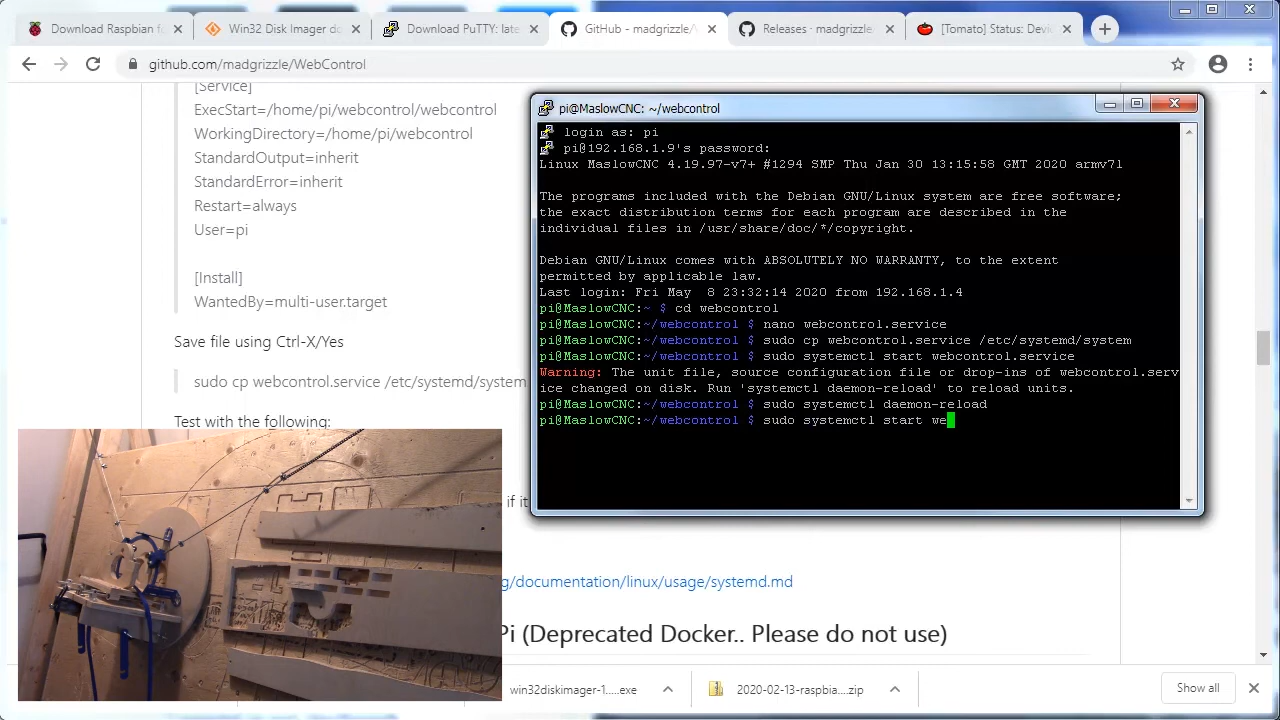 Download Raspbian fo
Win32 Disk Imager do
Download PuTTY: late
GitHub - madgrizzle/W
Releases · madgrizzle/
[Tomato] Status: Devic
github.com/madgrizzle/WebControl
[Service]
ExecStart=/home/pi/webcontrol/webcontrol
WorkingDirectory=/home/pi/webcontrol
StandardOutput=inherit
StandardError=inherit
Restart=always
User=pi
[Install]
WantedBy=multi-user.target
Save file using Ctrl-X/Yes
sudo cp webcontrol.service /etc/systemd/system
Test with the following:
if it
g/documentation/linux/usage/systemd.md
Pi (Deprecated Docker.. Please do not use)
pi@MaslowCNC: ~/webcontrol
login as: pi
pi@192.168.1.9's password:
Linux MaslowCNC 4.19.97-v7+ #1294 SMP Thu Jan 30 13:15:58 GMT 2020 armv7l
The programs included with the Debian GNU/Linux system are free software;
the exact distribution terms for each program are described in the
individual files in /usr/share/doc/*/copyright.
Debian GNU/Linux comes with ABSOLUTELY NO WARRANTY, to the extent
permitted by applicable law.
Last login: Fri May  8 23:32:14 2020 from 192.168.1.4
pi@MaslowCNC:~ $ cd webcontrol
pi@MaslowCNC:~/webcontrol $ nano webcontrol.service
pi@MaslowCNC:~/webcontrol $ sudo cp webcontrol.service /etc/systemd/system
pi@MaslowCNC:~/webcontrol $ sudo systemctl start webcontrol.service
Warning: The unit file, source configuration file or drop-ins of webcontrol.serv
ice changed on disk. Run 'systemctl daemon-reload' to reload units.
pi@MaslowCNC:~/webcontrol $ sudo systemctl daemon-reload
pi@MaslowCNC:~/webcontrol $ sudo systemctl start we
win32diskimager-1.....exe
2020-02-13-raspbia....zip
Show all